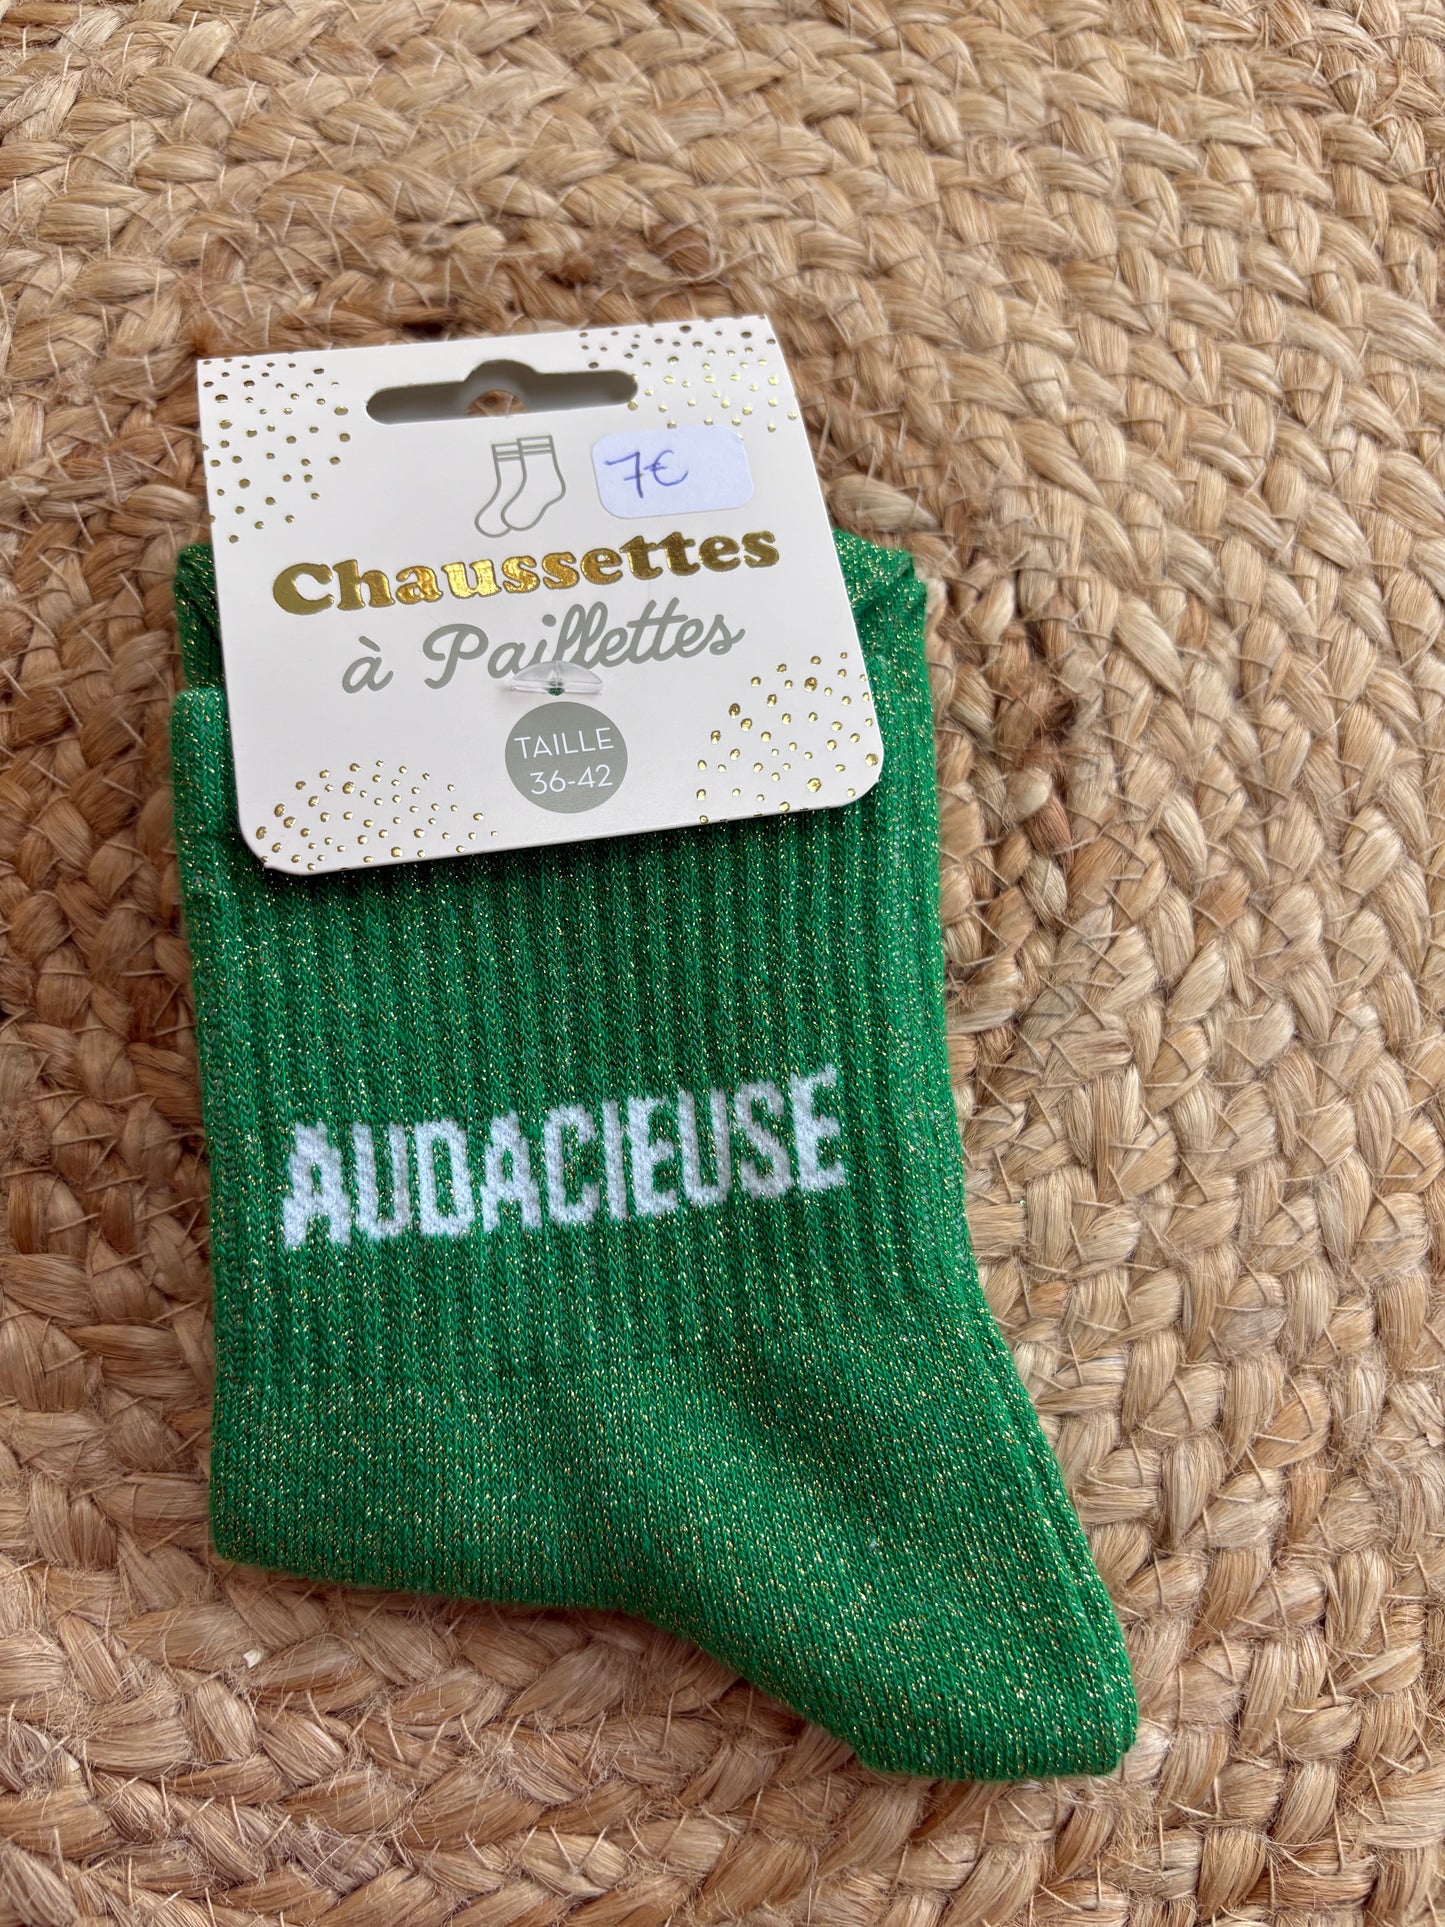 7€
Chaussettes
à Paillettes
TAILLE
36-42
AUDACIEUSE